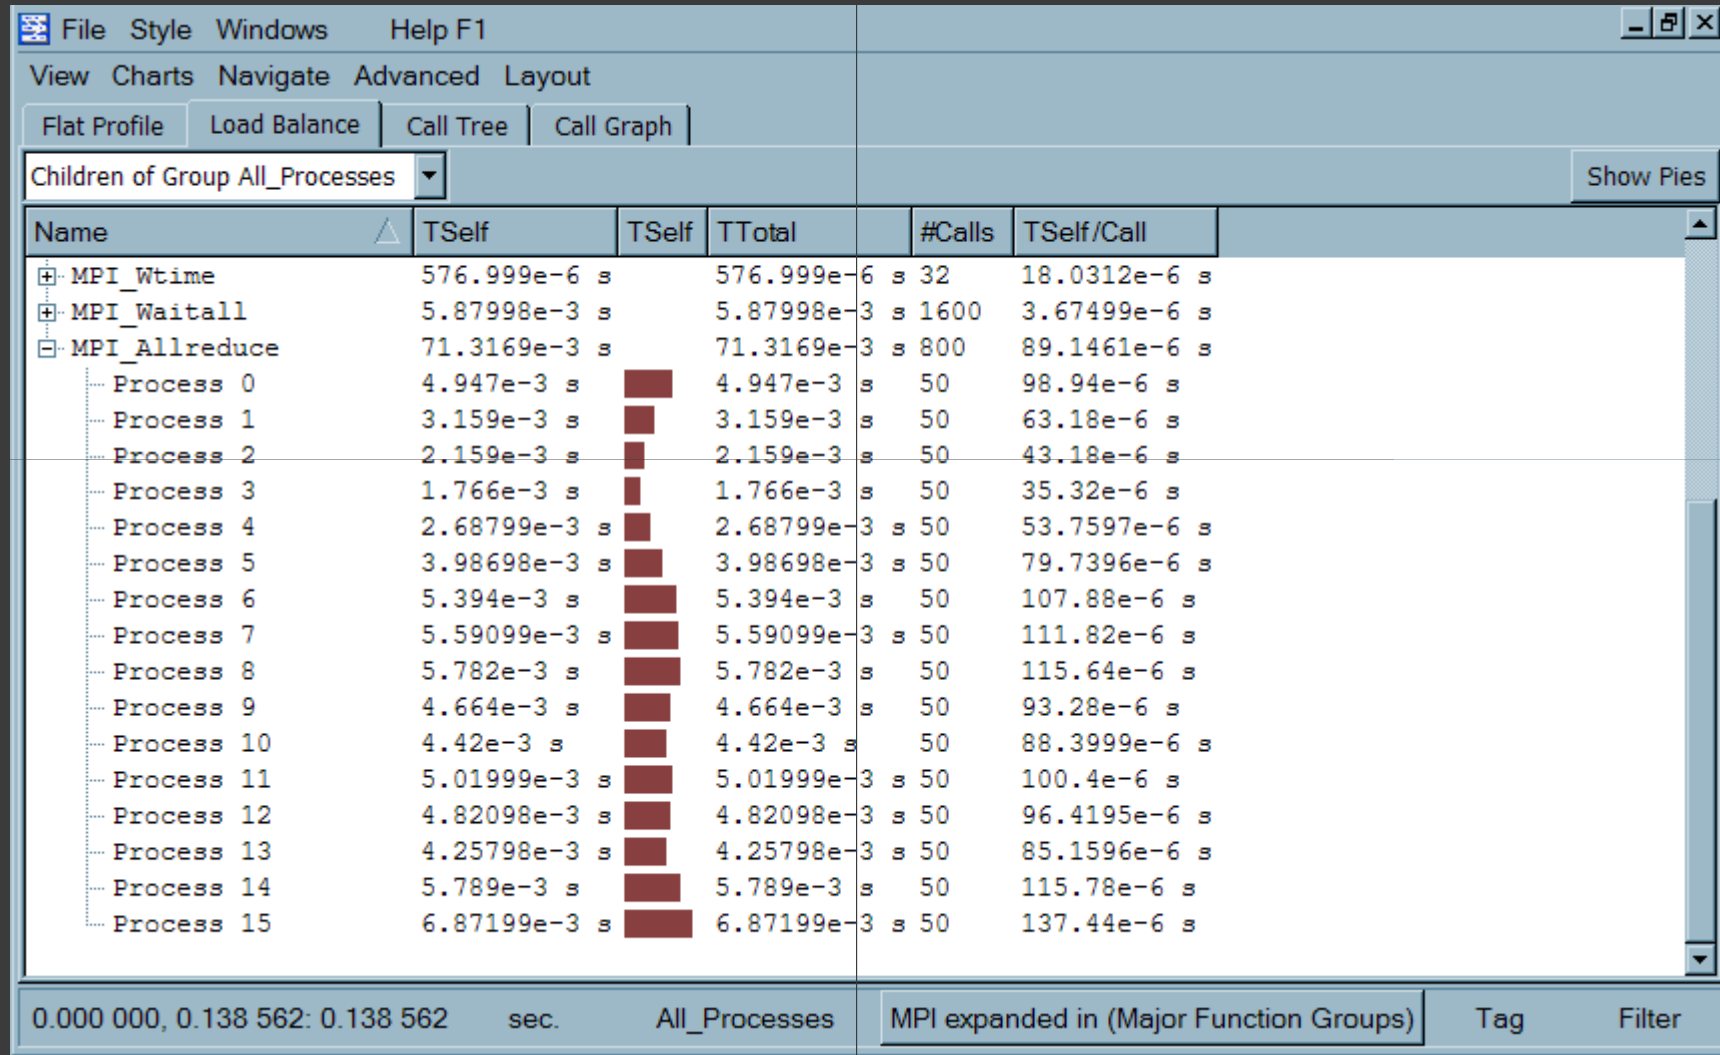 File Style Windows Help F1
View Charts Navigate Advanced Layout
Flat Profile Load Balance Call Tree Call Graph
Children of Group All_Processes Show Pies
Name TSelf TSelf TTotal #Calls TSelf/Call
MPI_Wtime 576.999e-6 s 576.999e-6 s 32 18.0312e-6 s
MPI_Waitall 5.87998e-3 s 5.87998e-3 s 1600 3.67499e-6 s
MPI_Allreduce 71.3169e-3 s 71.3169e-3 s 800 89.1461e-6 s
Process 0 4.947e-3 s 4.947e-3 s 50 98.94e-6 s
Process 1 3.159e-3 s 3.159e-3 s 50 63.18e-6 s
Process 2 2.159e-3 s 2.159e-3 s 50 43.18e-6 s
Process 3 1.766e-3 s 1.766e-3 s 50 35.32e-6 s
Process 4 2.68799e-3 s 2.68799e-3 s 50 53.7597e-6 s
Process 5 3.98698e-3 s 3.98698e-3 s 50 79.7396e-6 s
Process 6 5.394e-3 s 5.394e-3 s 50 107.88e-6 s
Process 7 5.59099e-3 s 5.59099e-3 s 50 111.82e-6 s
Process 8 5.782e-3 s 5.782e-3 s 50 115.64e-6 s
Process 9 4.664e-3 s 4.664e-3 s 50 93.28e-6 s
Process 10 4.42e-3 s 4.42e-3 s 50 88.3999e-6 s
Process 11 5.01999e-3 s 5.01999e-3 s 50 100.4e-6 s
Process 12 4.82098e-3 s 4.82098e-3 s 50 96.4195e-6 s
Process 13 4.25798e-3 s 4.25798e-3 s 50 85.1596e-6 s
Process 14 5.789e-3 s 5.789e-3 s 50 115.78e-6 s
Process 15 6.87199e-3 s 6.87199e-3 s 50 137.44e-6 s
0.000 000, 0.138 562: 0.138 562 sec. All_Processes MPI expanded in (Major Function Groups) Tag Filter